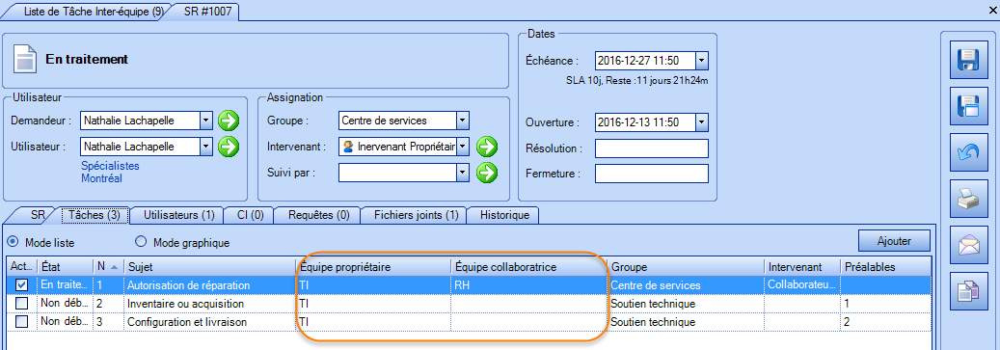 Liste de Tâche Inter-équipe (9) SR #1007
En traitement
Dates
Échéance : 2016-12-27 11:50
SLA 10j, Reste :11 jours 21h24m
Ouverture : 2016-12-13 11:50
Résolution :
Fermeture :
Utilisateur
Demandeur : Nathalie Lachapelle
Utilisateur : Nathalie Lachapelle
Spécialistes
Montréal
Assignation
Groupe : Centre de services
Intervenant : Inervenant Propriétair
Suivi par :
SR Tâches (3) Utilisateurs (1) CI (0) Requêtes (0) Fichiers joints (1) Historique
Mode liste Mode graphique Ajouter
Act... État N Sujet Équipe propriétaire Équipe collaboratrice Groupe Intervenant Préalables
En traite... 1 Autorisation de réparation TI RH Centre de services Collaborateu...
Non déb... 2 Inventaire ou acquisition TI Soutien technique 1
Non déb... 3 Configuration et livraison TI Soutien technique 2